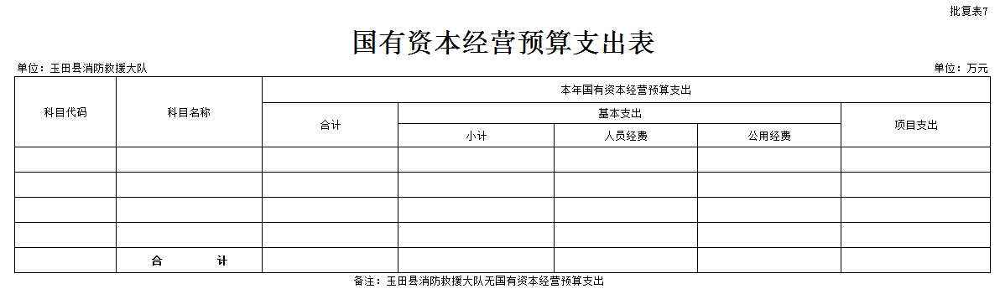 批复表7
国有资本经营预算支出表
单位：玉田县消防救援大队 单位：万元
科目代码 科目名称 本年国有资本经营预算支出
合计 基本支出 项目支出
小计 人员经费 公用经费
合 计
备注：玉田县消防救援大队无国有资本经营预算支出